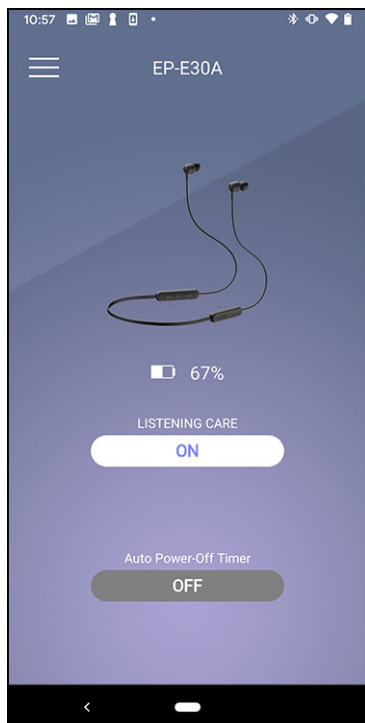 10:57
EP-E30A
67%
LISTENING CARE
ON
Auto Power-Off Timer
OFF